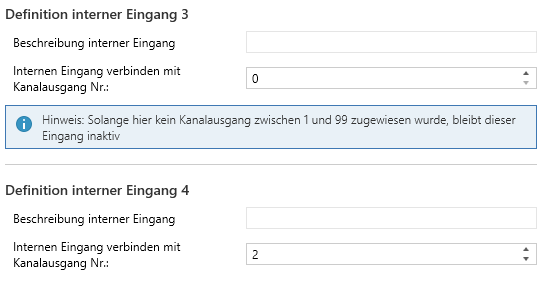 Definition interner Eingang 3
Beschreibung interner Eingang
Internen Eingang verbinden mit
Kanalausgang Nr.:
0
Hinweis: Solange hier kein Kanalausgang zwischen 1 und 99 zugewiesen wurde, bleibt dieser
Eingang inaktiv
Definition interner Eingang 4
Beschreibung interner Eingang
Internen Eingang verbinden mit
Kanalausgang Nr.:
2